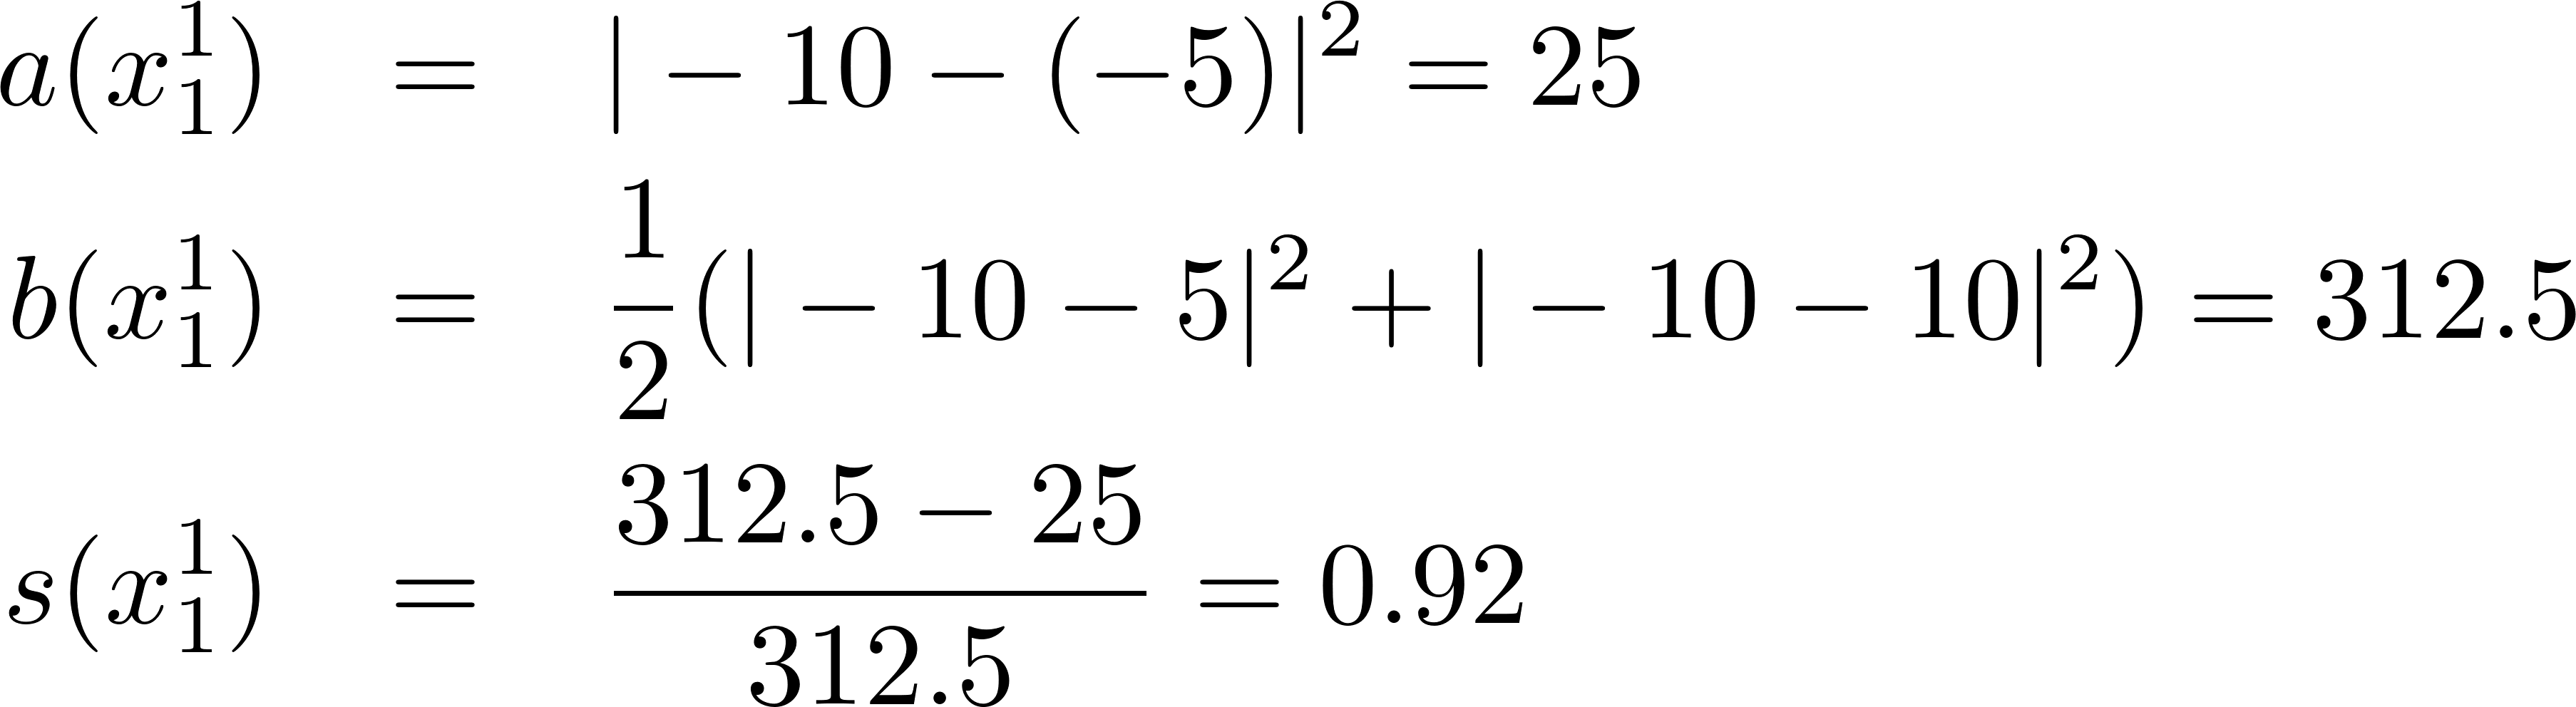 a(x_1^1) = |-10-(-5)|^2 = 25
b(x_1^1) = \frac{1}{2}(|-10-5|^2+|-10-10|^2) = 312.5
s(x_1^1) = \frac{312.5-25}{312.5} = 0.92